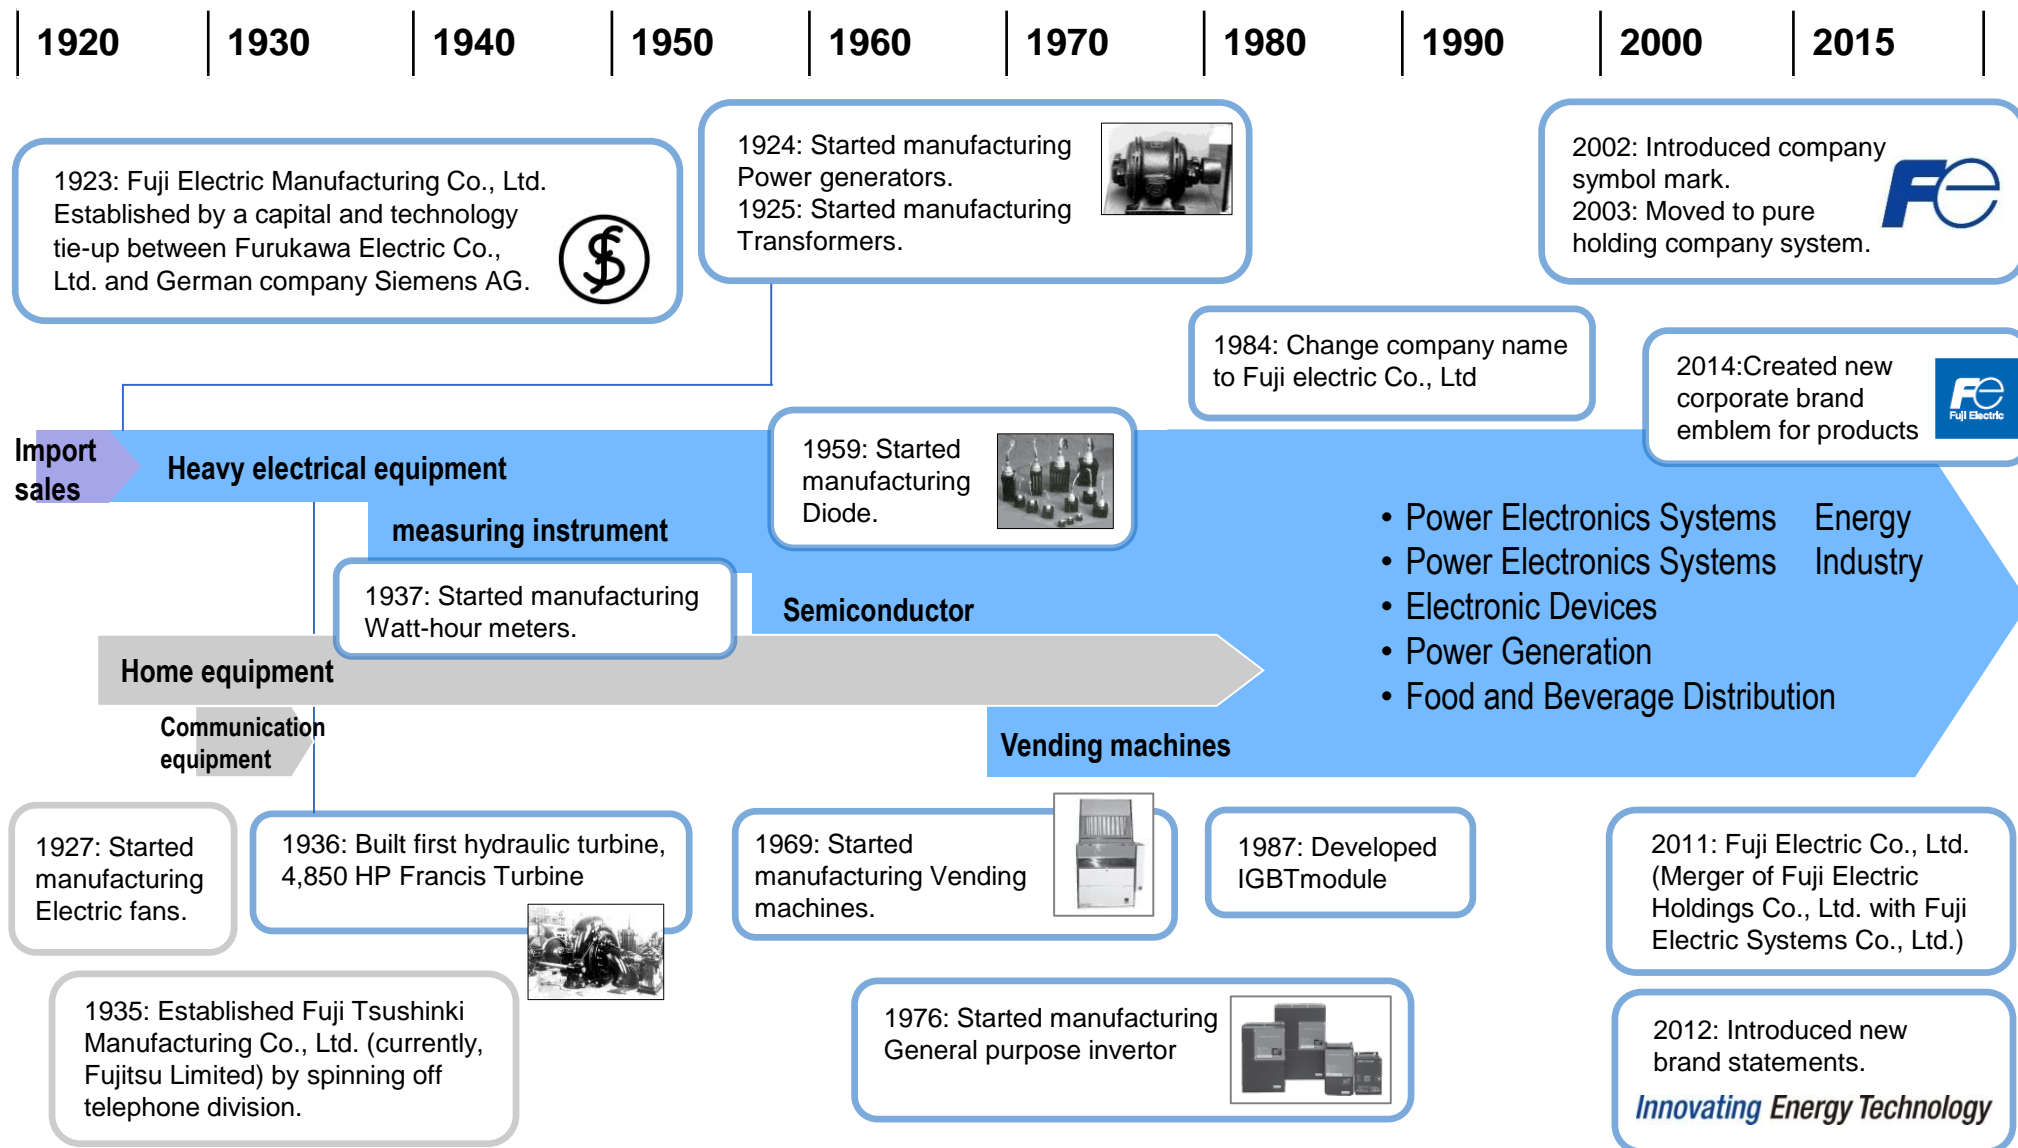 1920
1930
1940
1950
1960
1970
1980
1990
2000
2015
1923: Fuji Electric Manufacturing Co., Ltd.
Established by a capital and technology
tie-up between Furukawa Electric Co.,
Ltd. and German company Siemens AG.
1924: Started manufacturing
Power generators.
1925: Started manufacturing
Transformers.
2002: Introduced company
symbol mark.
2003: Moved to pure
holding company system.
Fe
1984: Change company name
to Fuji electric Co., Ltd
2014:Created new
corporate brand
emblem for products
Fe
Fuji Electric
Import
sales
Heavy electrical equipment
1959: Started
manufacturing
Diode.
measuring instrument
1937: Started manufacturing
Watt-hour meters.
Semiconductor
• Power Electronics Systems Energy
• Power Electronics Systems Industry
• Electronic Devices
• Power Generation
• Food and Beverage Distribution
Home equipment
Communication
equipment
Vending machines
1927: Started
manufacturing
Electric fans.
1936: Built first hydraulic turbine,
4,850 HP Francis Turbine
1969: Started
manufacturing Vending
machines.
1987: Developed
IGBTmodule
2011: Fuji Electric Co., Ltd.
(Merger of Fuji Electric
Holdings Co., Ltd. with Fuji
Electric Systems Co., Ltd.)
1935: Established Fuji Tsushinki
Manufacturing Co., Ltd. (currently,
Fujitsu Limited) by spinning off
telephone division.
1976: Started manufacturing
General purpose invertor
2012: Introduced new
brand statements.
Innovating Energy Technology